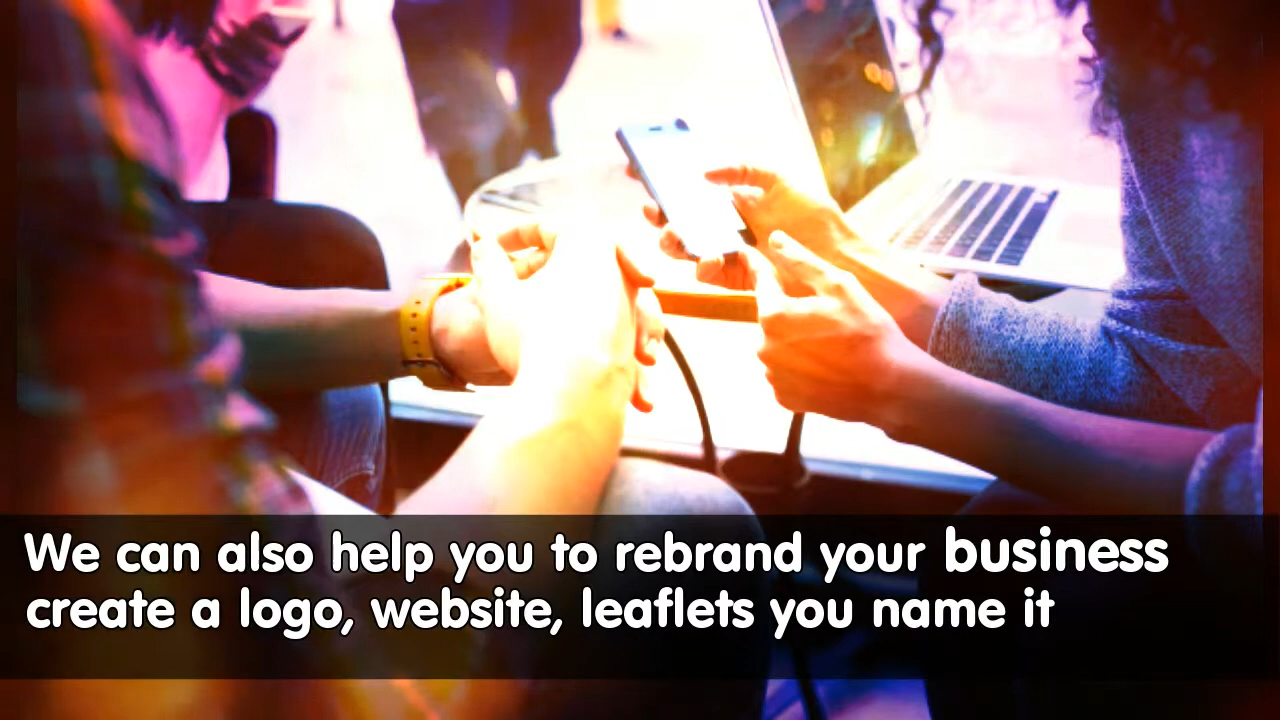 We can also help you to rebrand your business
create a logo, website, leaflets you name it